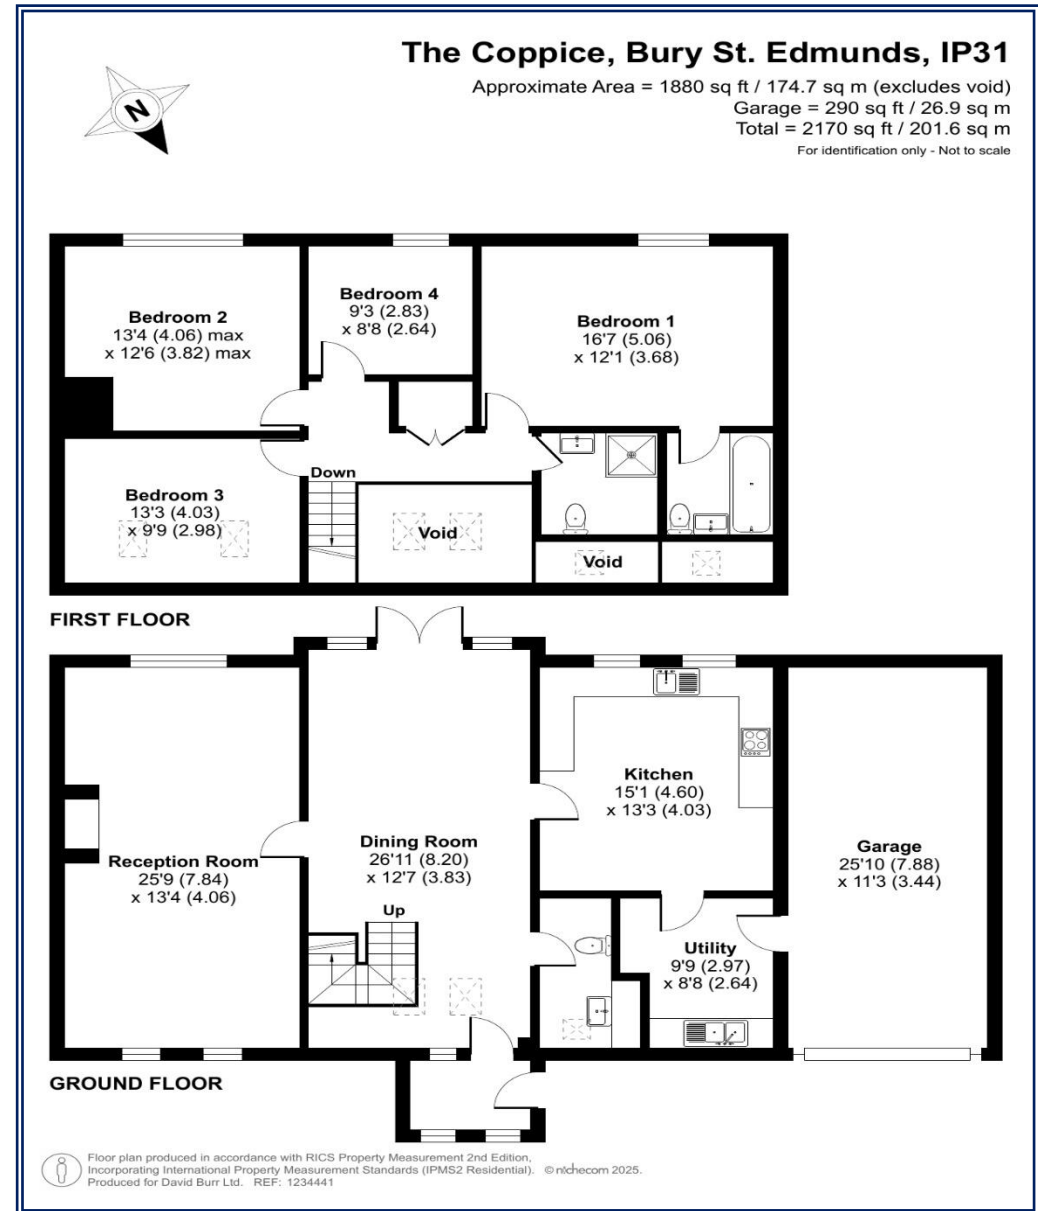 The Coppice, Bury St. Edmunds, IP31
Approximate Area = 1880 sq ft / 174.7 sq m (excludes void)
Garage = 290 sq ft / 26.9 sq m
Total = 2170 sq ft / 201.6 sq m
For identification only - Not to scale
N
Bedroom 2
13'4 (4.06) max
x 12'6 (3.82) max
Bedroom 4
9'3 (2.83)
x 8'8 (2.64)
Bedroom 1
16'7 (5.06)
x 12'1 (3.68)
Down
Bedroom 3
13'3 (4.03)
x 9'9 (2.98)
Void
Void
FIRST FLOOR
Kitchen
15'1 (4.60)
x 13'3 (4.03)
Dining Room
26'11 (8.20)
x 12'7 (3.83)
Reception Room
25'9 (7.84)
x 13'4 (4.06)
Garage
25'10 (7.88)
x 11'3 (3.44)
Up
Utility
9'9 (2.97)
x 8'8 (2.64)
GROUND FLOOR
Floor plan produced in accordance with RICS Property Measurement 2nd Edition,
Incorporating International Property Measurement Standards (IPMS2 Residential). © nichecom 2025.
Produced for David Burr Ltd. REF: 1234441